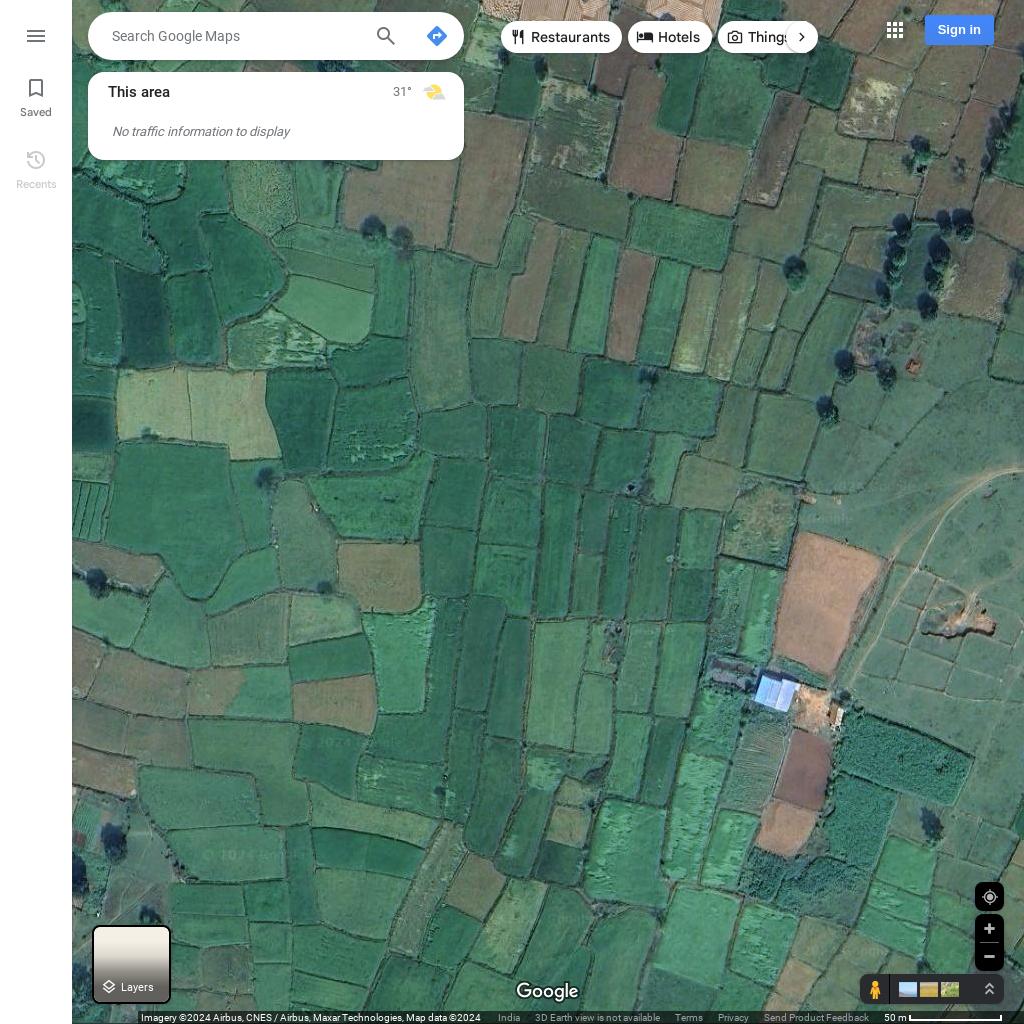 Search Google Maps
Restaurants
Hotels
Things
Sign in
This area
31°
No traffic information to display
Saved
Recents
Layers
Google
Imagery ©2024 Airbus, CNES / Airbus, Maxar Technologies, Map data ©2024
India
3D Earth view is not available
Terms
Privacy
Send Product Feedback
50 m